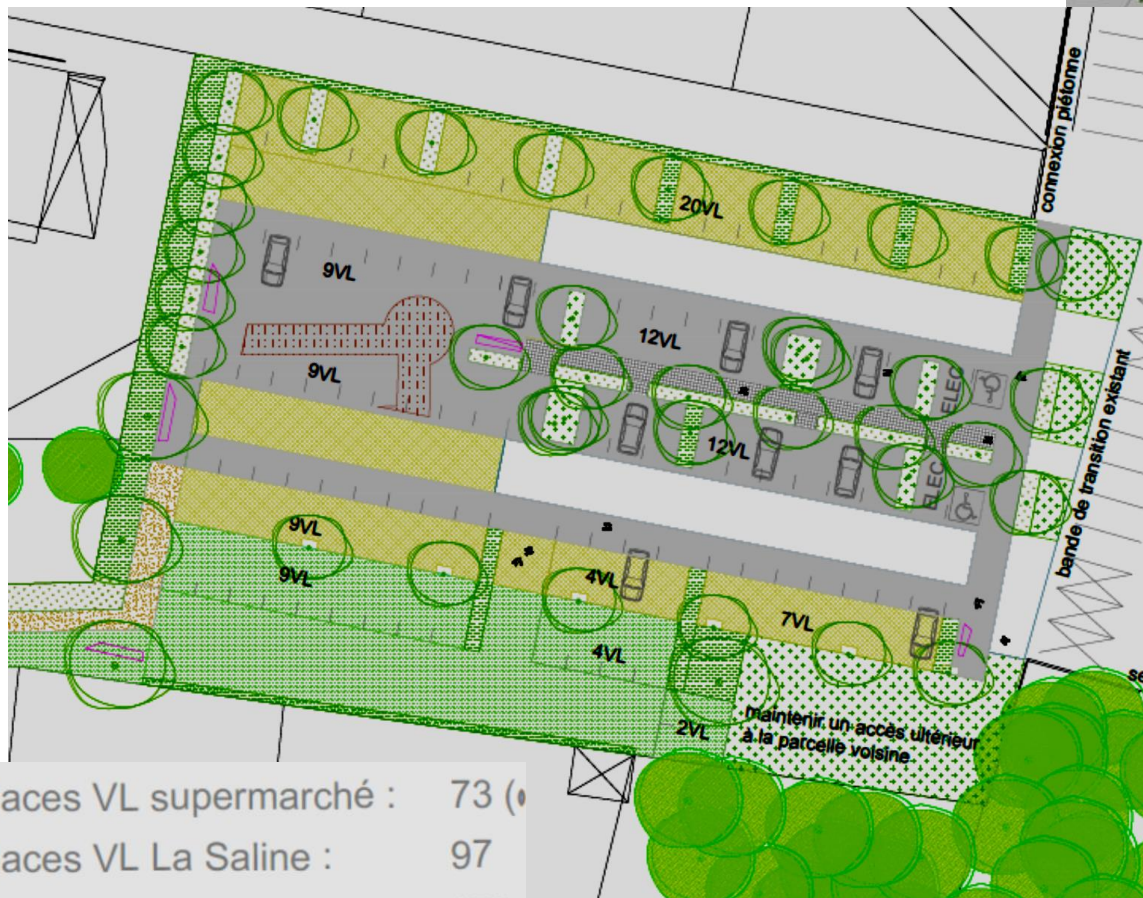 connexion piétonne
20VL
9VL
12VL
9VL
ELEC
bande de transition existant
12VL
ELEC
9VL
9VL
4VL
7VL
4VL
2VL
maintenir un accès ultérieur
à la parcelle voisine
se
aces VL supermarché : 73 (
aces VL La Saline : 97